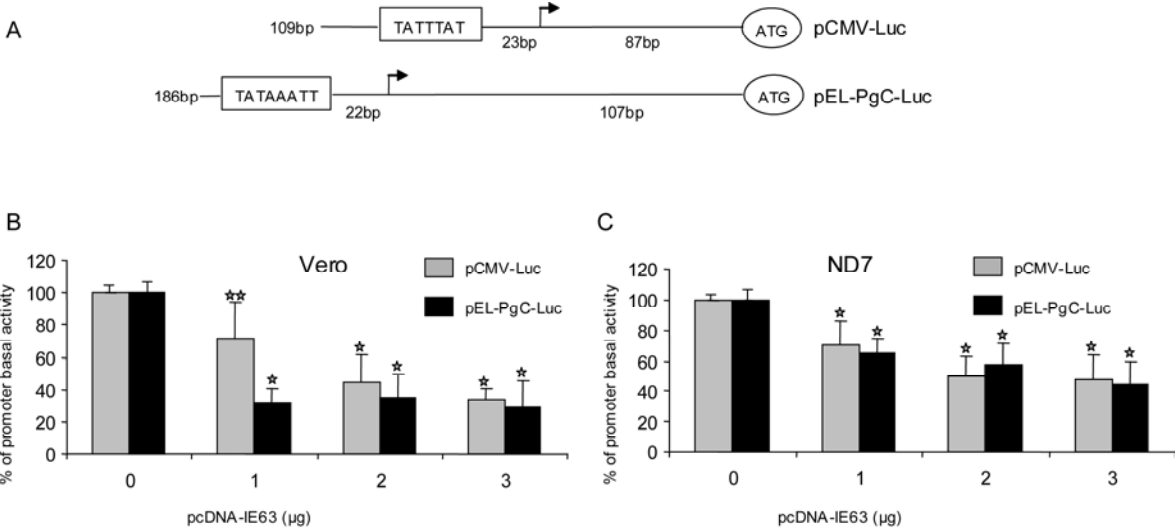 A
109bp TATTTAT 23bp 87bp ATG pCMV-Luc
186bp TATAAATT 22bp 107bp ATG pEL-PgC-Luc
B
Vero
pCMV-Luc
pEL-PgC-Luc
% of promoter basal activity
120
100
80
60
40
20
0
0 1 2 3
pcDNA-IE63 (µg)
C
ND7
pCMV-Luc
pEL-PgC-Luc
% of promoter basal activity
120
100
80
60
40
20
0
0 1 2 3
pcDNA-IE63 (µg)